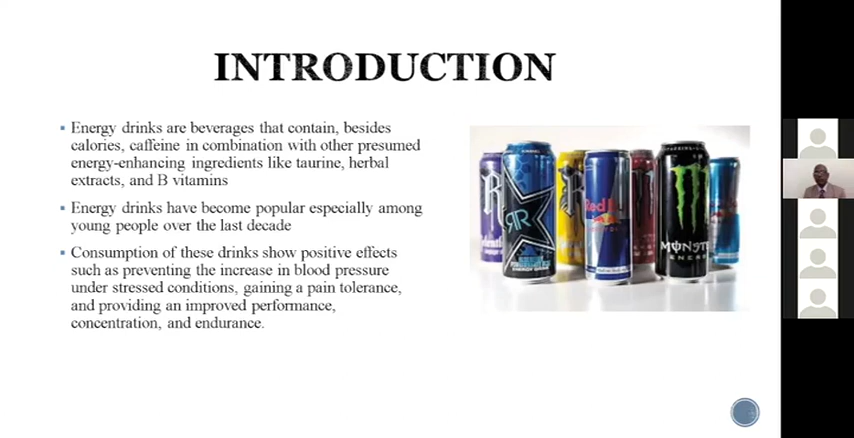 INTRODUCTION
▪ Energy drinks are beverages that contain, besides
calories, caffeine in combination with other presumed
energy-enhancing ingredients like taurine, herbal
extracts, and B vitamins
▪ Energy drinks have become popular especially among
young people over the last decade
▪ Consumption of these drinks show positive effects
such as preventing the increase in blood pressure
under stressed conditions, gaining a pain tolerance,
and providing an improved performance,
concentration, and endurance.
RedBull
MONSTER
ENERGY